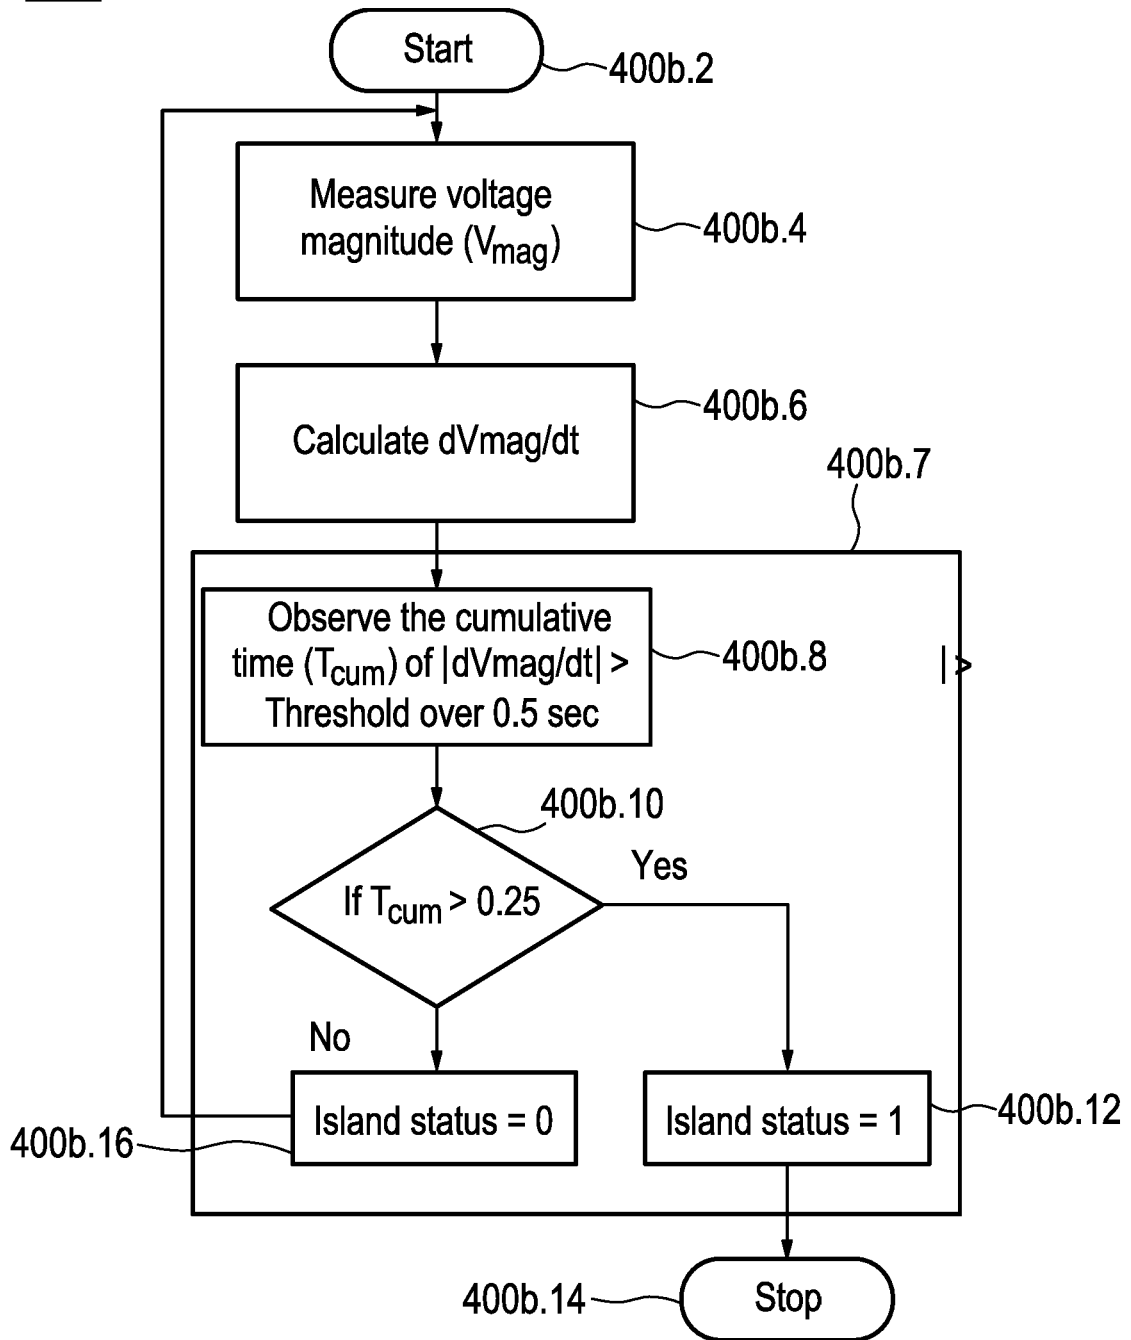 Start
400b.2
Measure voltage
magnitude (Vmag)
400b.4
Calculate dVmag/dt
400b.6
400b.7
Observe the cumulative
time (Tcum) of |dVmag/dt| >
Threshold over 0.5 sec
400b.8
| >
400b.10
If Tcum > 0.25
Yes
No
Island status = 0
400b.16
Island status = 1
400b.12
Stop
400b.14